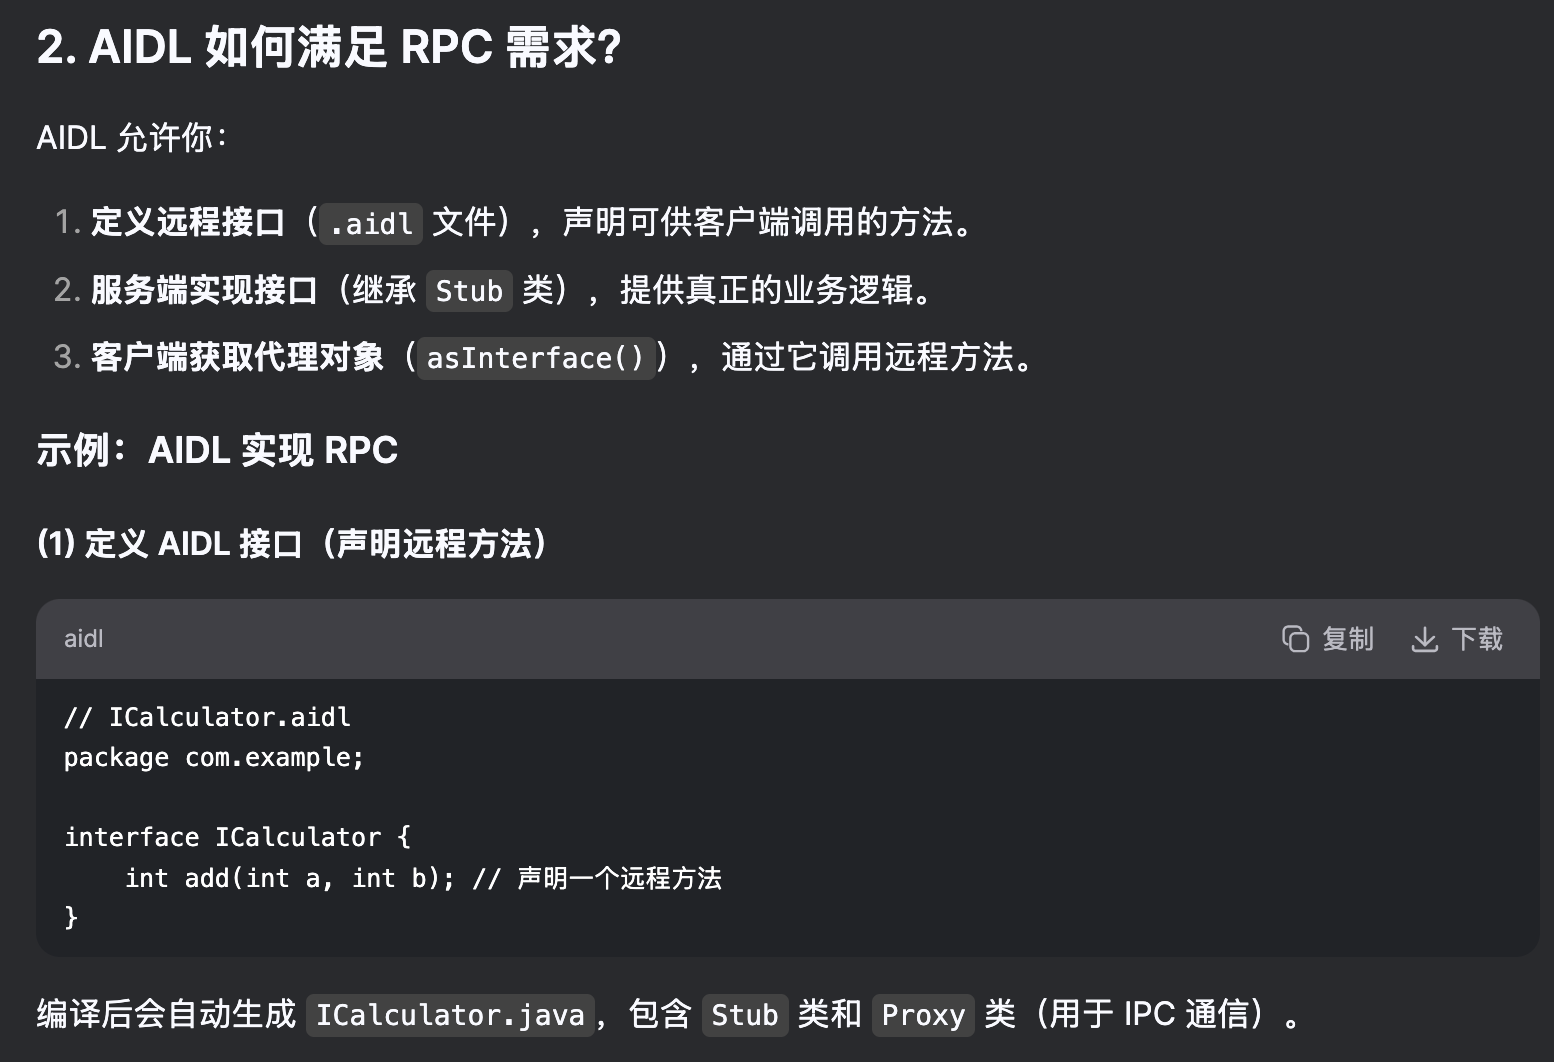 2. AIDL 如何满足 RPC 需求?
AIDL 允许你：
1. 定义远程接口（.aidl 文件），声明可供客户端调用的方法。
2. 服务端实现接口（继承 Stub 类），提供真正的业务逻辑。
3. 客户端获取代理对象（asInterface()），通过它调用远程方法。
示例：AIDL 实现 RPC
(1) 定义 AIDL 接口（声明远程方法）
aidl 复制 下载
// ICalculator.aidl
package com.example;
interface ICalculator {
    int add(int a, int b); // 声明一个远程方法
}
编译后会自动生成 ICalculator.java，包含 Stub 类和 Proxy 类（用于 IPC 通信）。